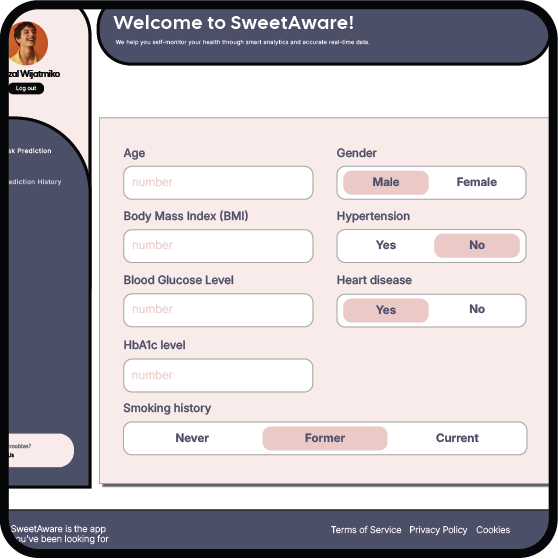 Welcome to SweetAware!
We help you self-monitor your health through smart analytics and accurate real-time data.
zal Wijatmiko
Log out
sk Prediction
ediction History
Age
number
Gender
Male Female
Body Mass Index (BMI)
number
Hypertension
Yes No
Blood Glucose Level
number
Heart disease
Yes No
HbA1c level
number
Smoking history
Never Former Current
roubles?
Us
SweetAware is the app
ou've been looking for
Terms of Service Privacy Policy Cookies